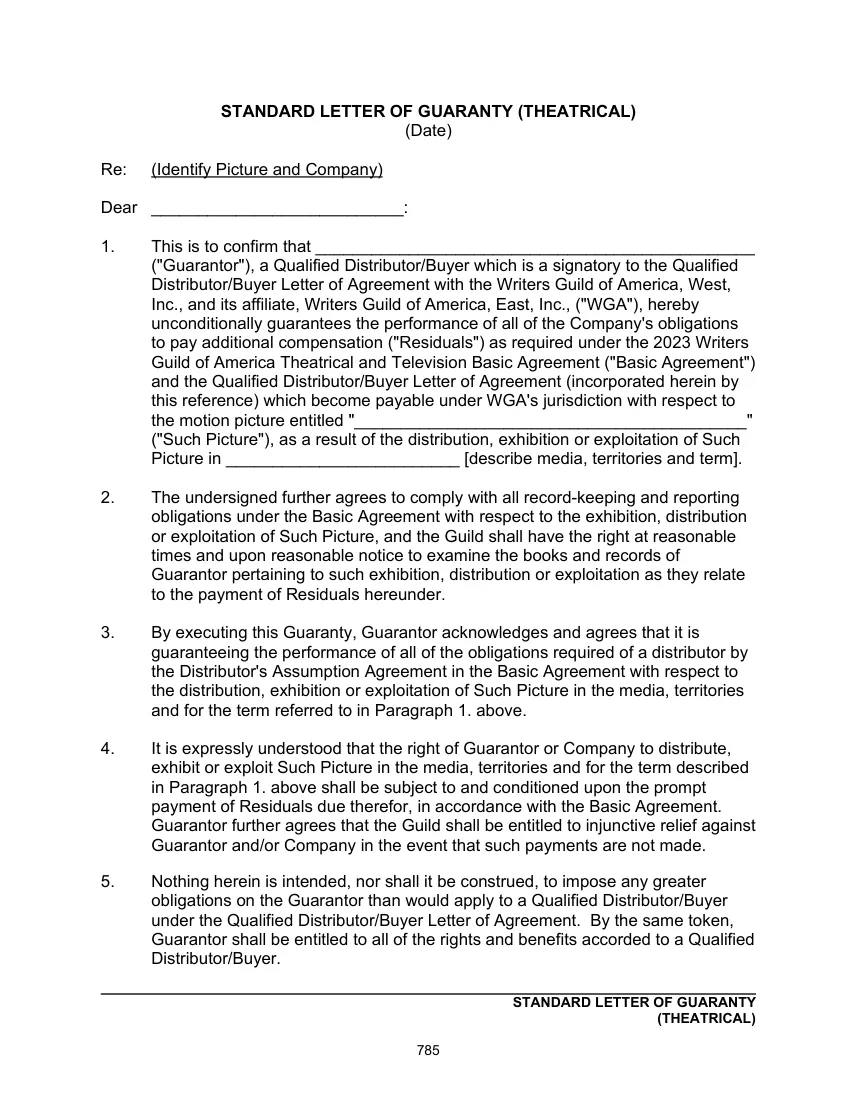 STANDARD LETTER OF GUARANTY (THEATRICAL)
(Date)
Re: (Identify Picture and Company)
Dear ___________________________:
1. This is to confirm that _______________________________________________
("Guarantor"), a Qualified Distributor/Buyer which is a signatory to the Qualified
Distributor/Buyer Letter of Agreement with the Writers Guild of America, West,
Inc., and its affiliate, Writers Guild of America, East, Inc., ("WGA"), hereby
unconditionally guarantees the performance of all of the Company's obligations
to pay additional compensation ("Residuals") as required under the 2023 Writers
Guild of America Theatrical and Television Basic Agreement ("Basic Agreement")
and the Qualified Distributor/Buyer Letter of Agreement (incorporated herein by
this reference) which become payable under WGA's jurisdiction with respect to
the motion picture entitled "__________________________________________"
("Such Picture"), as a result of the distribution, exhibition or exploitation of Such
Picture in _________________________ [describe media, territories and term].
2. The undersigned further agrees to comply with all record-keeping and reporting
obligations under the Basic Agreement with respect to the exhibition, distribution
or exploitation of Such Picture, and the Guild shall have the right at reasonable
times and upon reasonable notice to examine the books and records of
Guarantor pertaining to such exhibition, distribution or exploitation as they relate
to the payment of Residuals hereunder.
3. By executing this Guaranty, Guarantor acknowledges and agrees that it is
guaranteeing the performance of all of the obligations required of a distributor by
the Distributor's Assumption Agreement in the Basic Agreement with respect to
the distribution, exhibition or exploitation of Such Picture in the media, territories
and for the term referred to in Paragraph 1. above.
4. It is expressly understood that the right of Guarantor or Company to distribute,
exhibit or exploit Such Picture in the media, territories and for the term described
in Paragraph 1. above shall be subject to and conditioned upon the prompt
payment of Residuals due therefor, in accordance with the Basic Agreement.
Guarantor further agrees that the Guild shall be entitled to injunctive relief against
Guarantor and/or Company in the event that such payments are not made.
5. Nothing herein is intended, nor shall it be construed, to impose any greater
obligations on the Guarantor than would apply to a Qualified Distributor/Buyer
under the Qualified Distributor/Buyer Letter of Agreement.  By the same token,
Guarantor shall be entitled to all of the rights and benefits accorded to a Qualified
Distributor/Buyer.
STANDARD LETTER OF GUARANTY
(THEATRICAL)
785